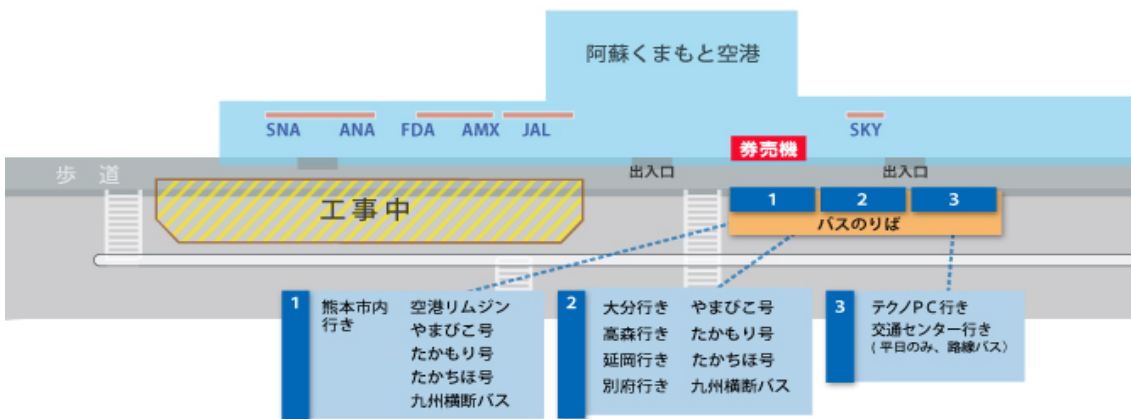 阿蘇くまもと空港
SNA ANA FDA AMX JAL SKY
券売機
歩道 出入口 出入口
工事中
1 2 3
バスのりば
1 熊本市内行き
空港リムジン
やまびこ号
たかもり号
たかちほ号
九州横断バス
2 大分行き やまびこ号
高森行き たかもり号
延岡行き たかちほ号
別府行き 九州横断バス
3 テクノPC行き
交通センター行き
(平日のみ、路線バス)